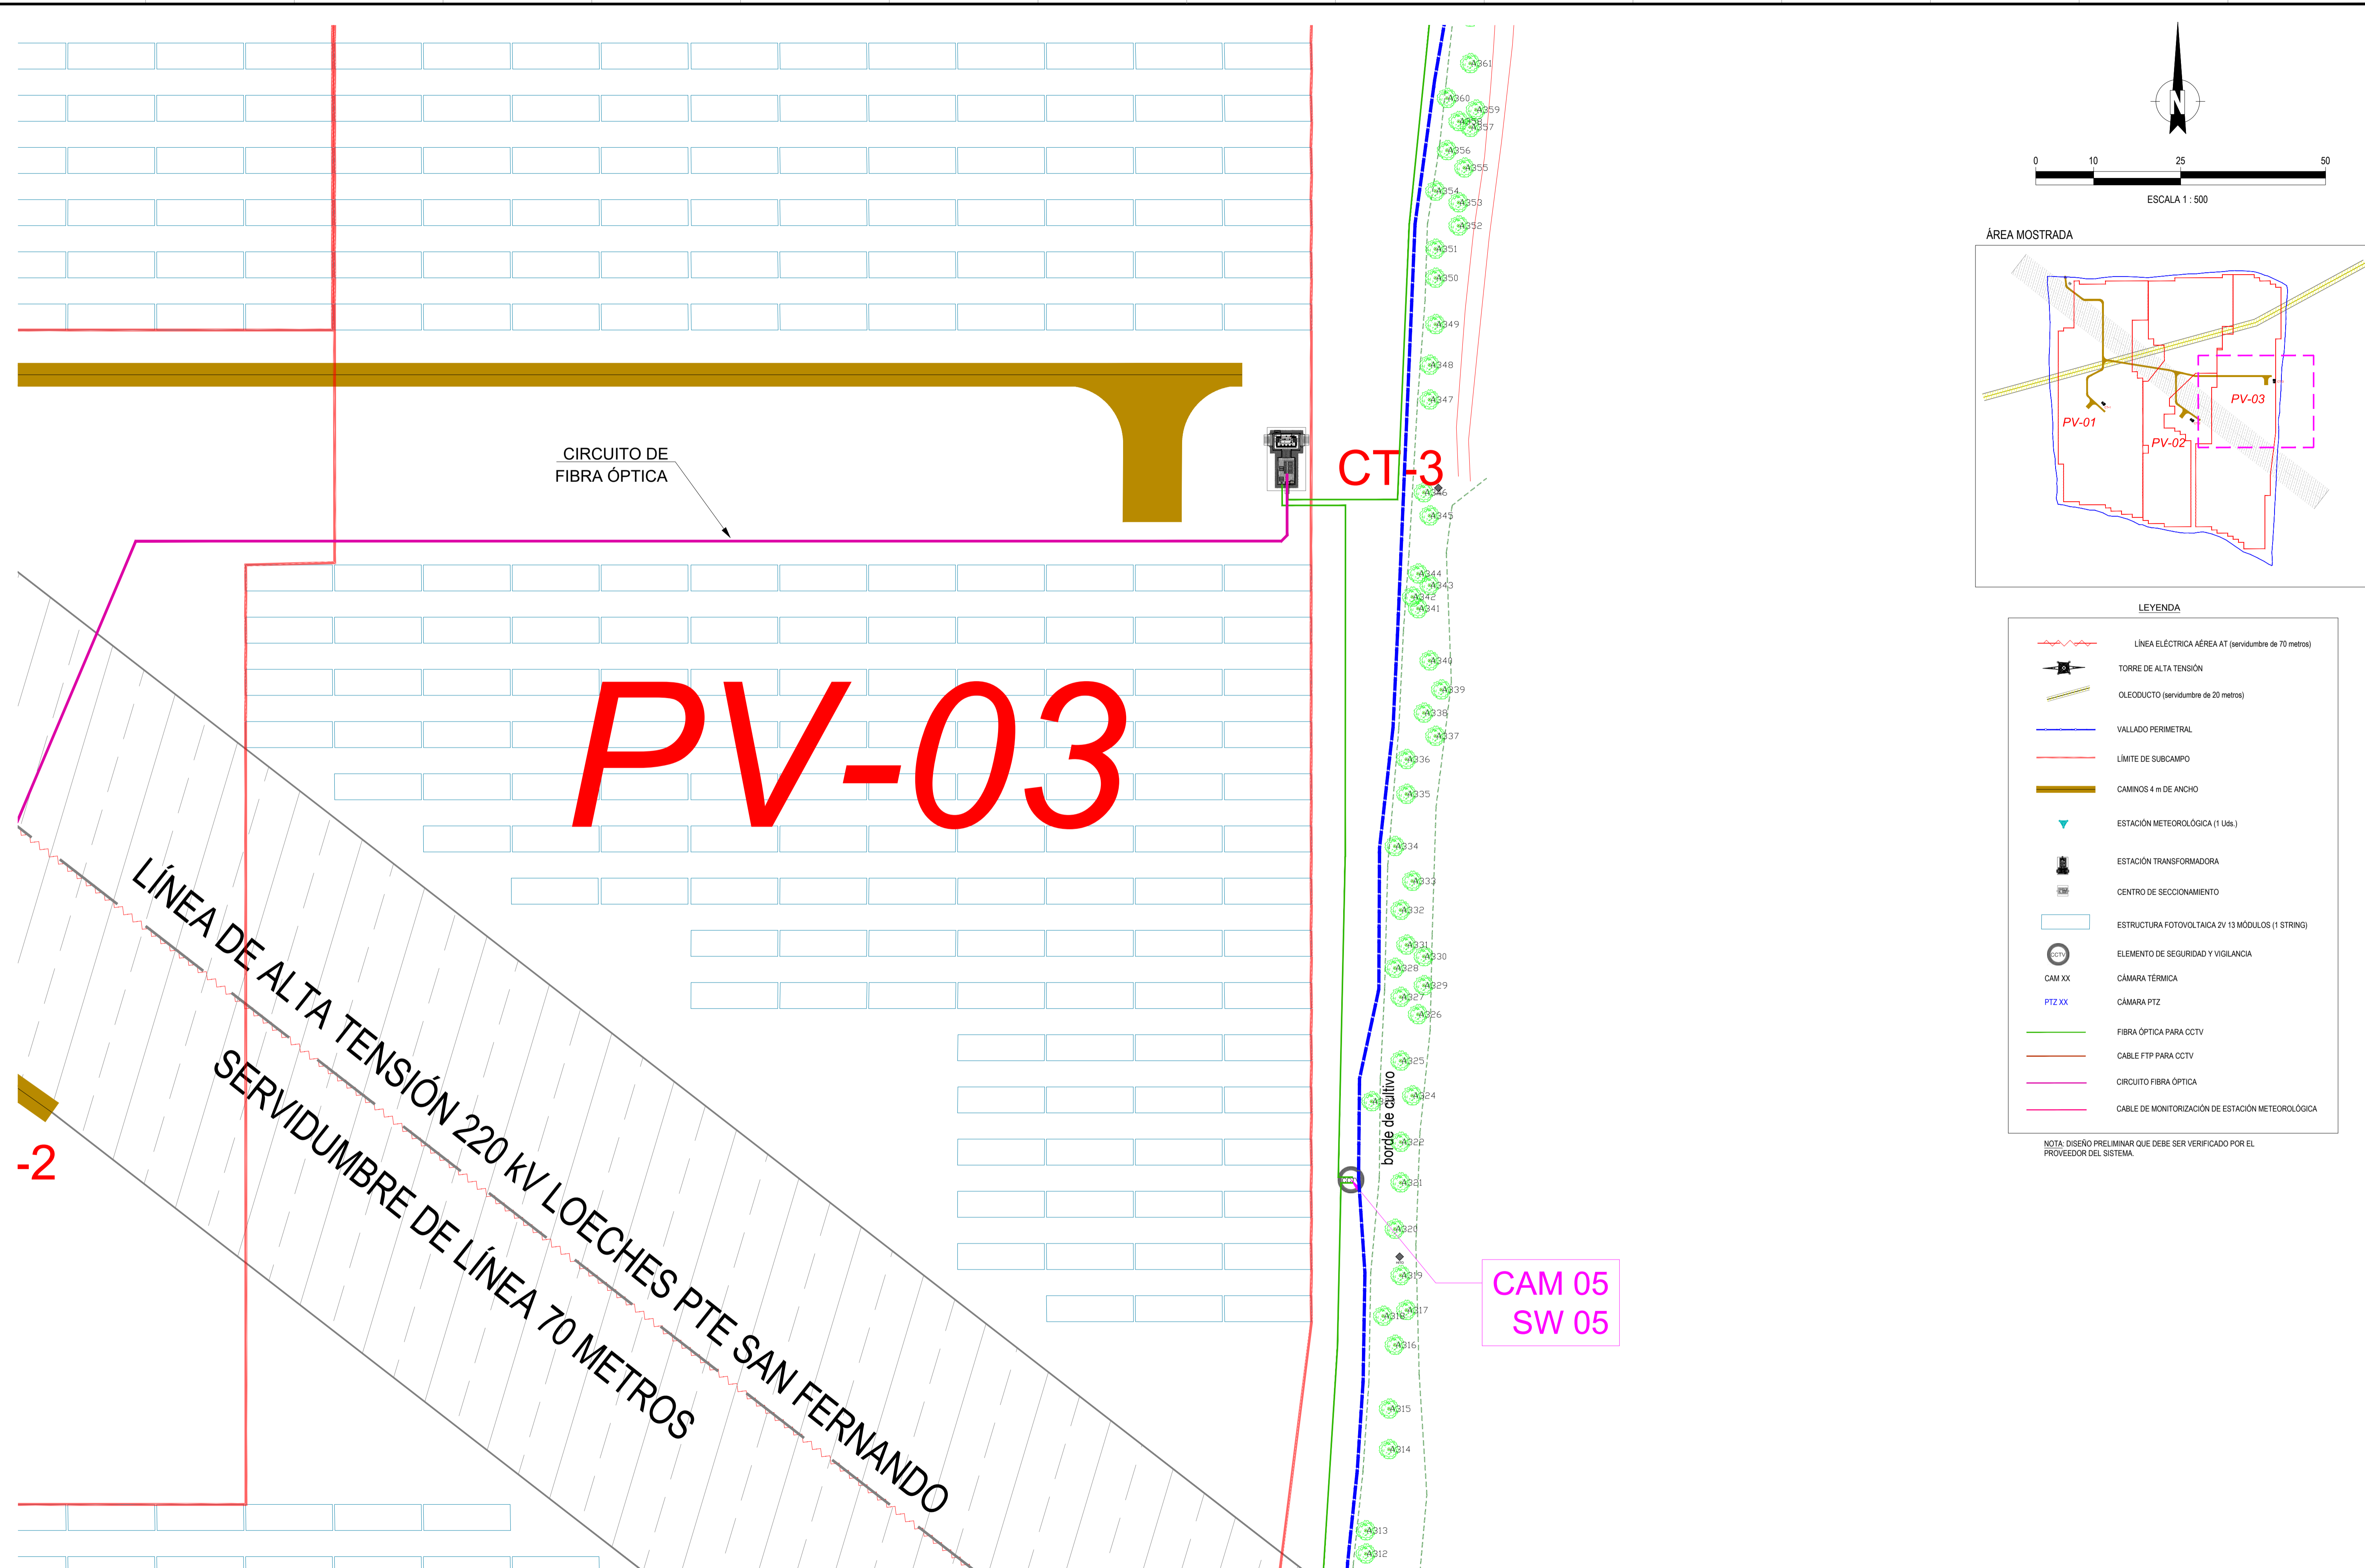 0 10 25 50
ESCALA 1 : 500
ÁREA MOSTRADA
PV-01
PV-02
PV-03
LEYENDA
LÍNEA ELÉCTRICA AÉREA AT (servidumbre de 70 metros)
TORRE DE ALTA TENSIÓN
OLEODUCTO (servidumbre de 20 metros)
VALLADO PERIMETRAL
LÍMITE DE SUBCAMPO
CAMINOS 4 m DE ANCHO
ESTACIÓN METEOROLÓGICA (1 Uds.)
ESTACIÓN TRANSFORMADORA
CENTRO DE SECCIONAMIENTO
ESTRUCTURA FOTOVOLTAICA 2V 13 MÓDULOS (1 STRING)
CCTV ELEMENTO DE SEGURIDAD Y VIGILANCIA
CAM XX CÁMARA TÉRMICA
PTZ XX CÁMARA PTZ
FIBRA ÓPTICA PARA CCTV
CABLE FTP PARA CCTV
CIRCUITO FIBRA ÓPTICA
CABLE DE MONITORIZACIÓN DE ESTACIÓN METEOROLÓGICA
NOTA: DISEÑO PRELIMINAR QUE DEBE SER VERIFICADO POR EL
PROVEEDOR DEL SISTEMA.
N
CIRCUITO DE
FIBRA ÓPTICA
CT-3
PV-03
LÍNEA DE ALTA TENSIÓN 220 kV LOECHES PTE SAN FERNANDO
SERVIDUMBRE DE LÍNEA 70 METROS
-2
borde de cultivo
CAM 05
SW 05
A361
A360
A359
A358
A357
A356
A355
A354
A353
A352
A351
A350
A349
A348
A347
A346
A345
A344
A343
A342
A341
A340
A339
A338
A337
A336
A335
A334
A333
A332
A331
A330
A328
A329
A327
A326
A325
A324
A322
A321
A320
A319
A317
A318
A316
A315
A314
A313
A312